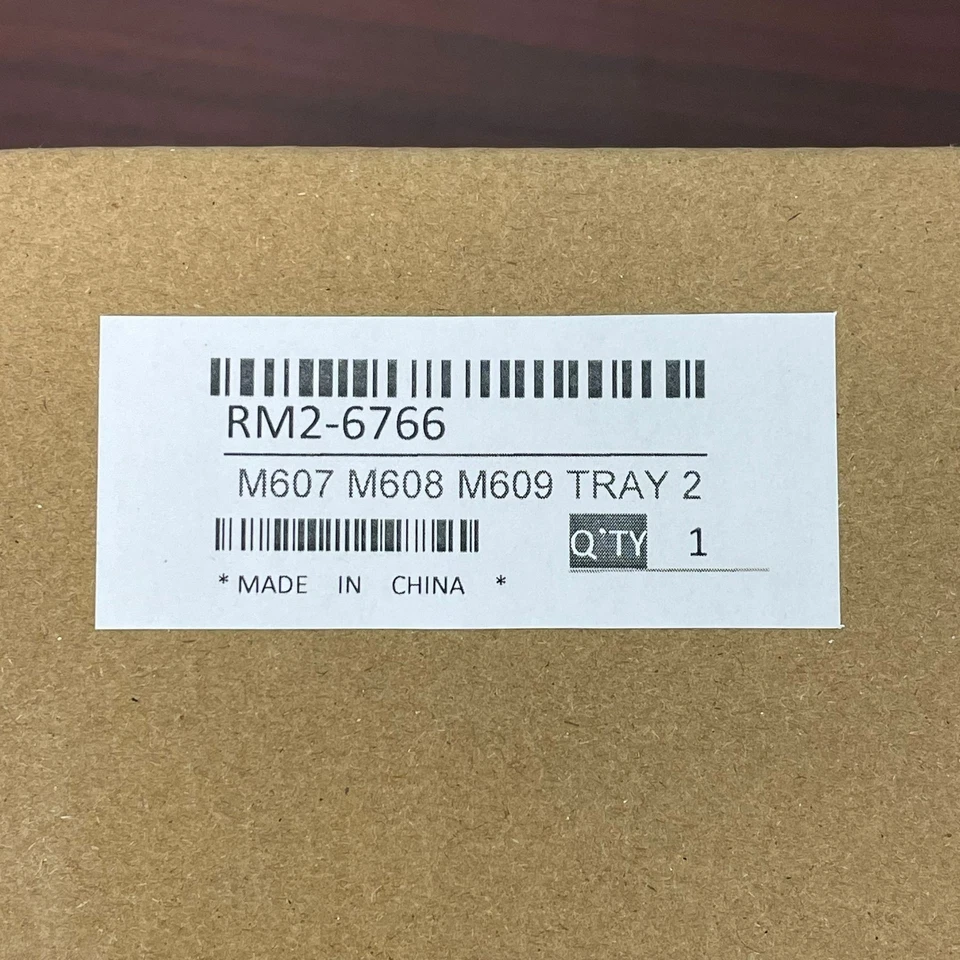 RM2-6766
M607 M608 M609 TRAY 2
Q`TY 1
* MADE IN CHINA *